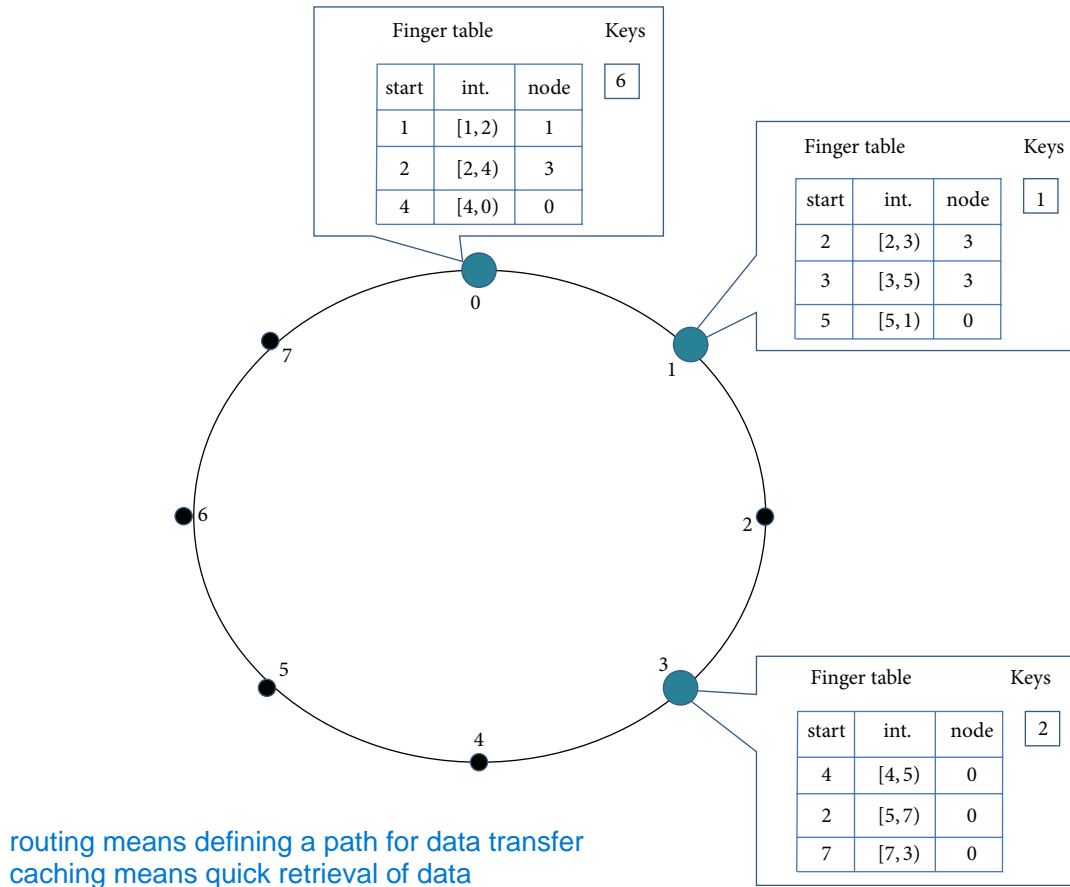 Finger table Keys
start int. node 6
1 [1, 2) 1
2 [2, 4) 3
4 [4, 0) 0
Finger table Keys
start int. node 1
2 [2, 3) 3
3 [3, 5) 3
5 [5, 1) 0
0
7
1
6
2
3
5
4
Finger table Keys
start int. node 2
4 [4, 5) 0
2 [5, 7) 0
7 [7, 3) 0
routing means defining a path for data transfer
caching means quick retrieval of data